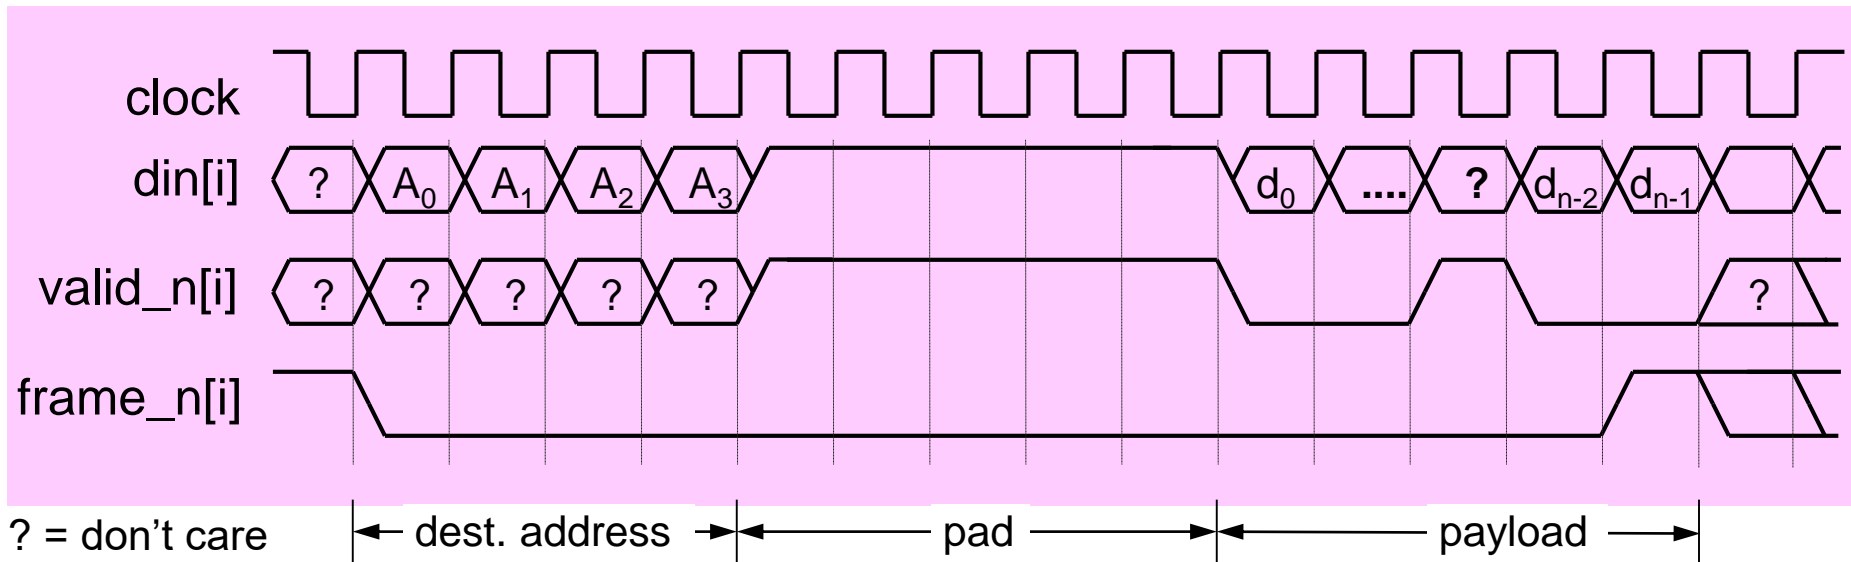 clock
din[i] ? A0 A1 A2 A3 d0 .... ? dn-2 dn-1
valid_n[i] ? ? ? ? ? ?
frame_n[i]
? = don't care dest. address pad payload